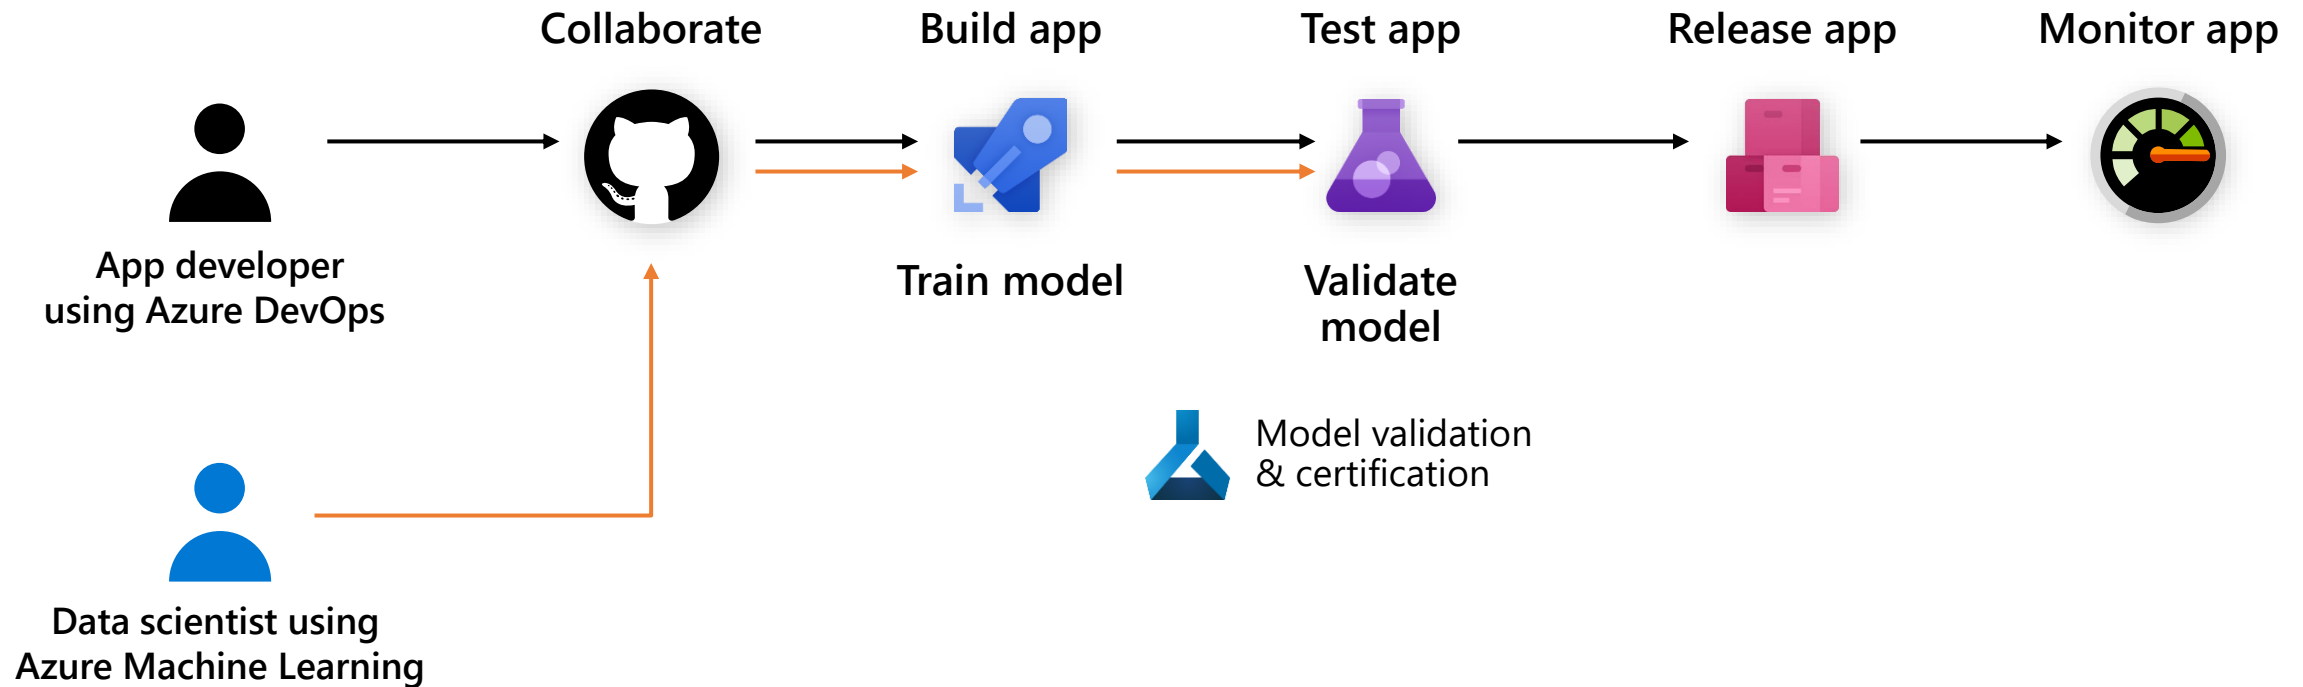 Collaborate
Build app
Test app
Release app
Monitor app
App developer
using Azure DevOps
Train model
Validate
model
Model validation
& certification
Data scientist using
Azure Machine Learning